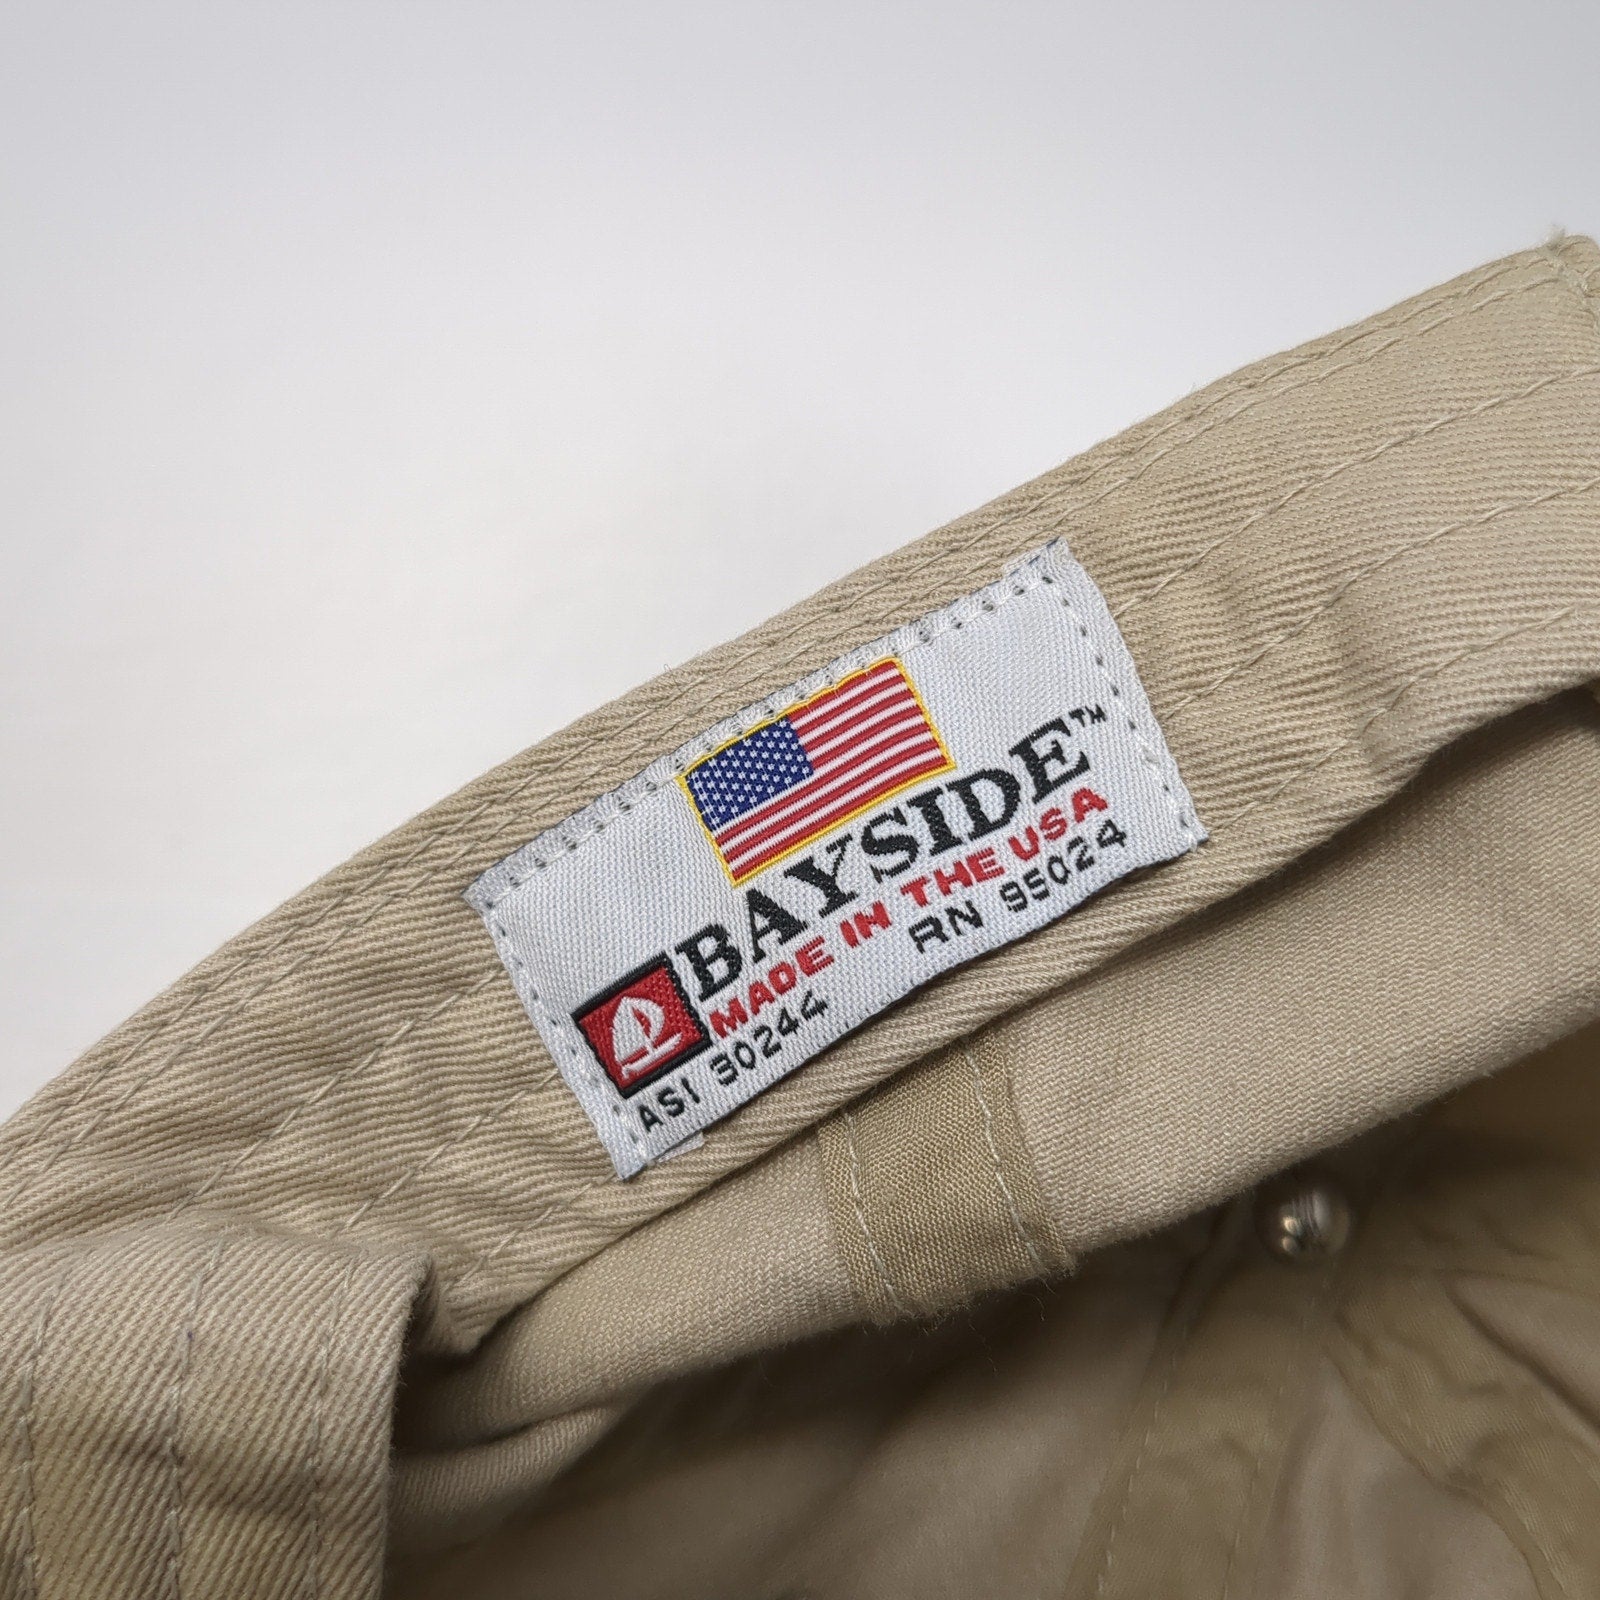 BAYSIDE™
MADE IN THE USA
ASI 30244 RN 95024